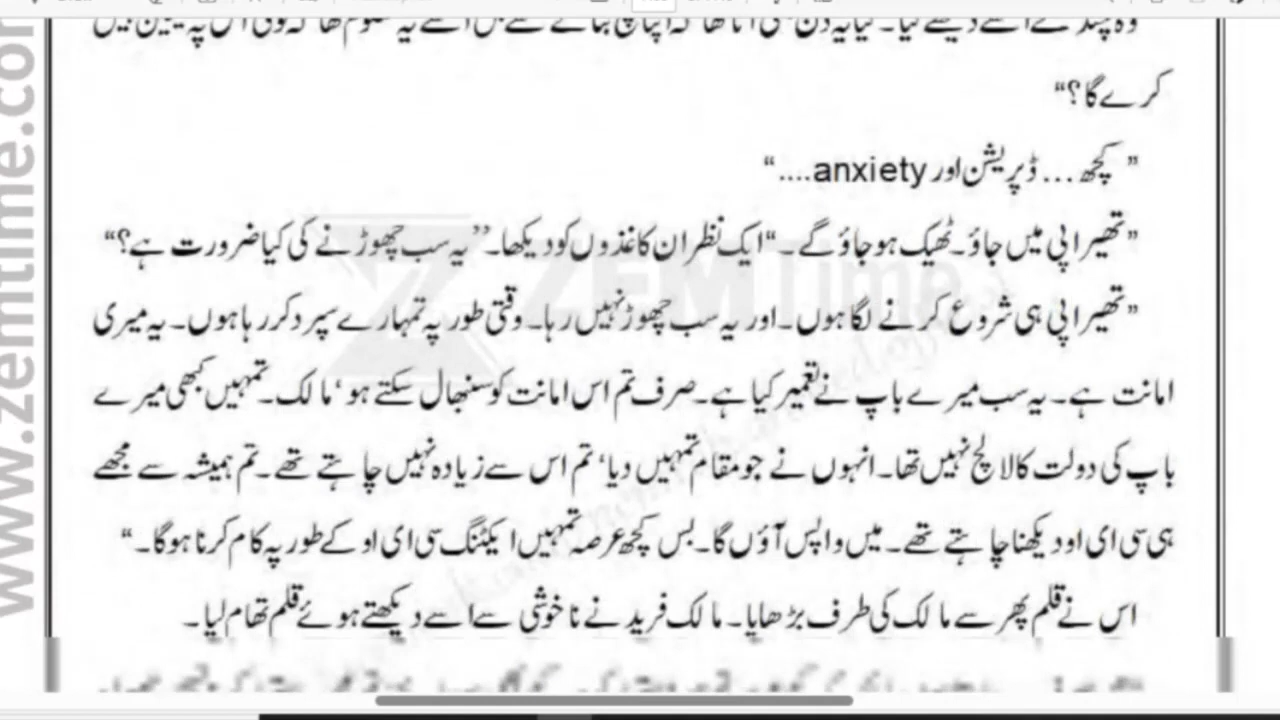 کرے گا؟“
” کچھ... ڈپریشن اور anxiety....“
”تھیراپی میں جاؤ۔ ٹھیک ہو جاؤ گے۔“ ایک نظر ان کاغذوں کو دیکھا۔ ”یہ سب چھوڑنے کی کیا ضرورت ہے؟“
”تھیراپی ہی شروع کرنے لگا ہوں۔ اور یہ سب چھوڑ نہیں رہا۔ وقتی طور پہ تمہارے سپرد کر رہا ہوں۔ یہ میری
امانت ہے۔ یہ سب میرے باپ نے تعمیر کیا ہے۔ صرف تم اس امانت کو سنبھال سکتے ہو‘ مالک۔ تمہیں کبھی میرے
باپ کی دولت کا لالچ نہیں تھا۔ انہوں نے جو مقام تمہیں دیا‘ تم اس سے زیادہ نہیں چاہتے تھے۔ تم ہمیشہ سے مجھے
ہی سی ای او دیکھنا چاہتے تھے۔ میں واپس آؤں گا۔ بس کچھ عرصہ تمہیں ایکٹنگ سی ای او کے طور پہ کام کرنا ہوگا۔“
اس نے قلم پھر سے مالک کی طرف بڑھایا۔ مالک فرید نے ناخوشی سے اسے دیکھتے ہوئے قلم تھام لیا۔
www.zemtime.com
ZEMTime